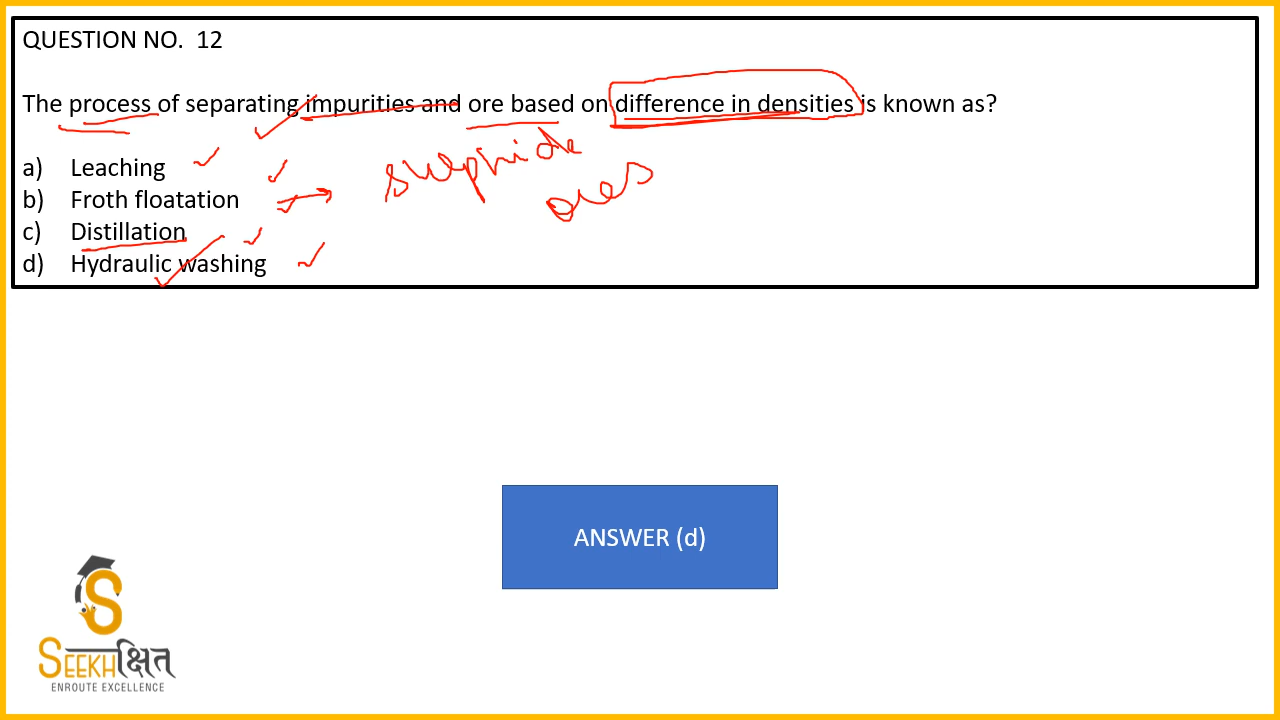 QUESTION NO. 12
The process of separating impurities and ore based on difference in densities is known as?
a) Leaching
b) Froth floatation
c) Distillation
d) Hydraulic washing
sulphide
ores
ANSWER (d)
SEEKHक्षित
ENROUTE EXCELLENCE